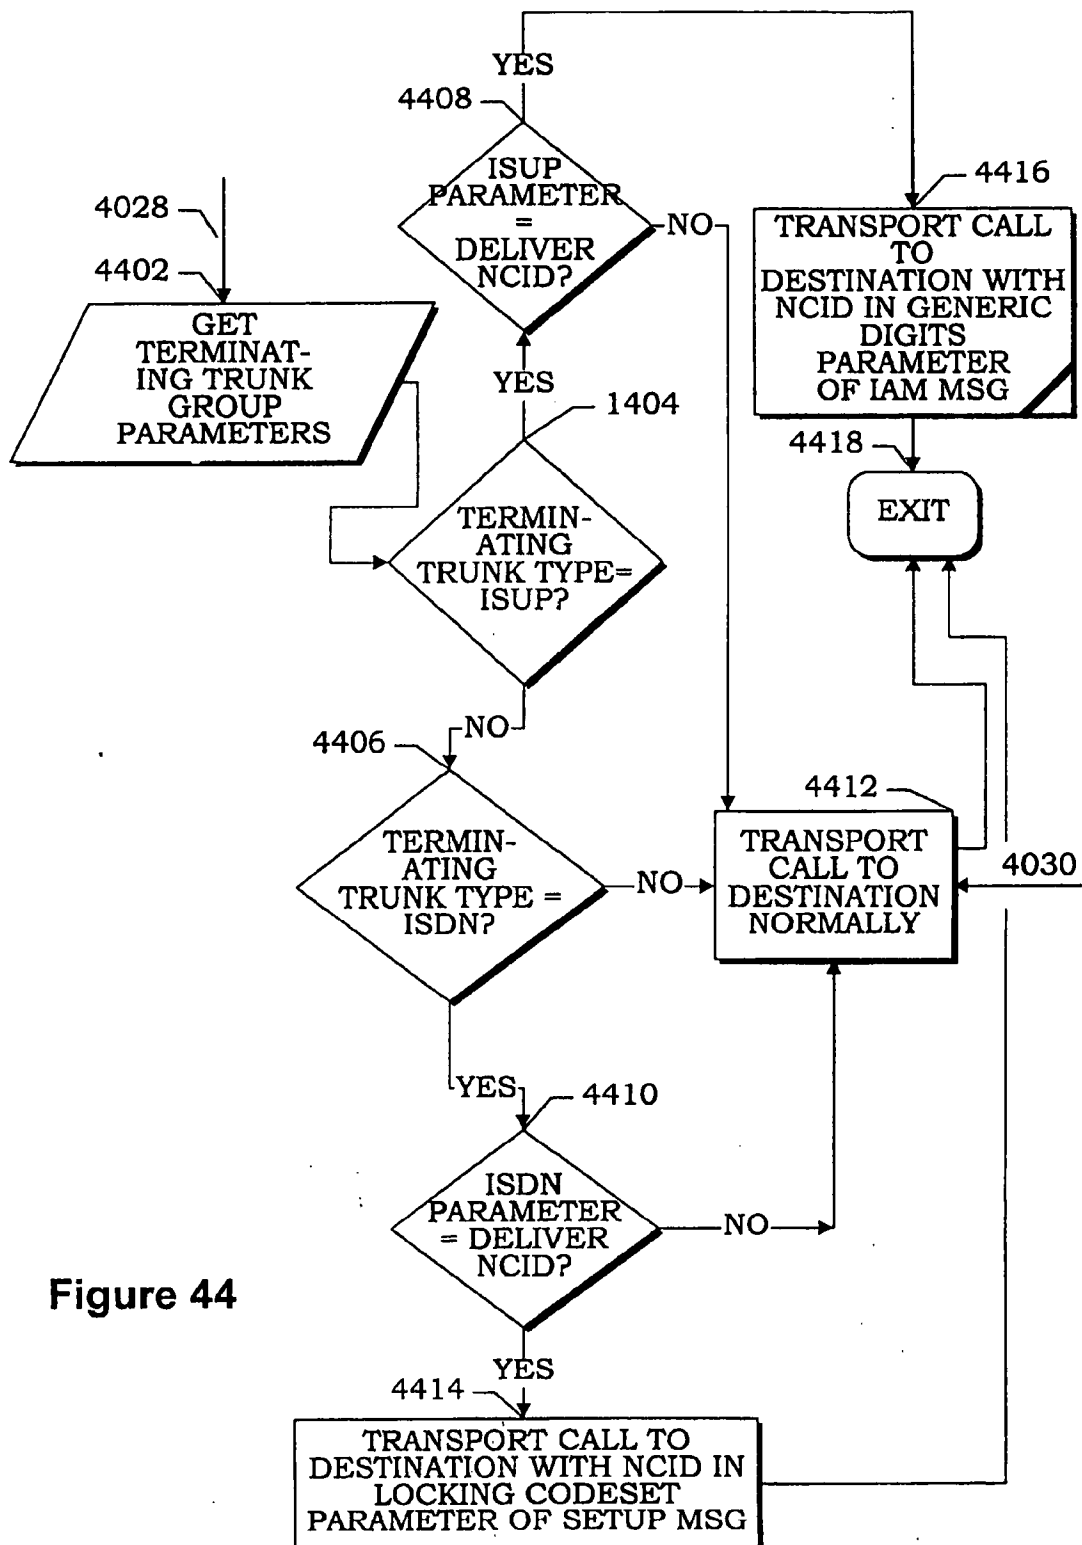 YES
4408
ISUP
PARAMETER
=
DELIVER
NCID?
NO
4416
TRANSPORT CALL
TO
DESTINATION WITH
NCID IN GENERIC
DIGITS
PARAMETER
OF IAM MSG
4028
4402
GET
TERMINAT-
ING TRUNK
GROUP
PARAMETERS
YES
1404
TERMIN-
ATING
TRUNK TYPE=
ISUP?
4418
EXIT
NO
4406
TERMIN-
ATING
TRUNK TYPE =
ISDN?
NO
4412
TRANSPORT
CALL TO
DESTINATION
NORMALLY
4030
YES
4410
ISDN
PARAMETER
= DELIVER
NCID?
NO
Figure 44
YES
4414
TRANSPORT CALL TO
DESTINATION WITH NCID IN
LOCKING CODESET
PARAMETER OF SETUP MSG